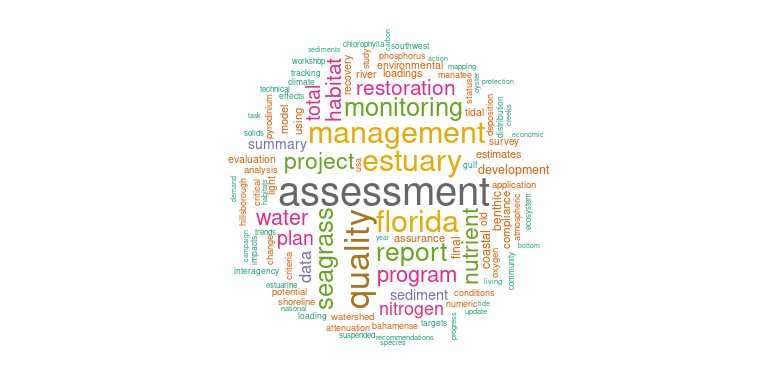 carbon
chlorophylla
southwest
sediments
workshop
study
phosphorus
action
recovery
environmental
mapping
tracking
river
loadings
manatee
climate
habitat
status
oyster
protection
technical
effects
total
restoration
pyrodinium
model
using
monitoring
tidal
deposition
distribution
creeks
task
solids
management
economic
summary
survey
evaluation
project
usa
estuary
gulf
estimates
analysis
development
demand
hillsborough
critical
habitats
light
assessment
application
water
seagrass
quality
florida
nutrient
old
benthic
compliance
atmospheric
ecosystem
campaign
impacts
trends
changes
plan
year
assurance
report
final
coastal
bottom
interagency
criteria
data
program
oxygen
community
estuarine
living
potential
sediment
conditions
shoreline
nitrogen
numeric
tide
national
update
loading
watershed
targets
progress
attenuation
bahamense
suspended
recommendations
species